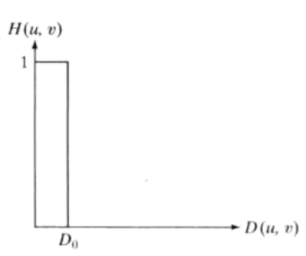 H(u, v)
1
D₀
D(u, v)